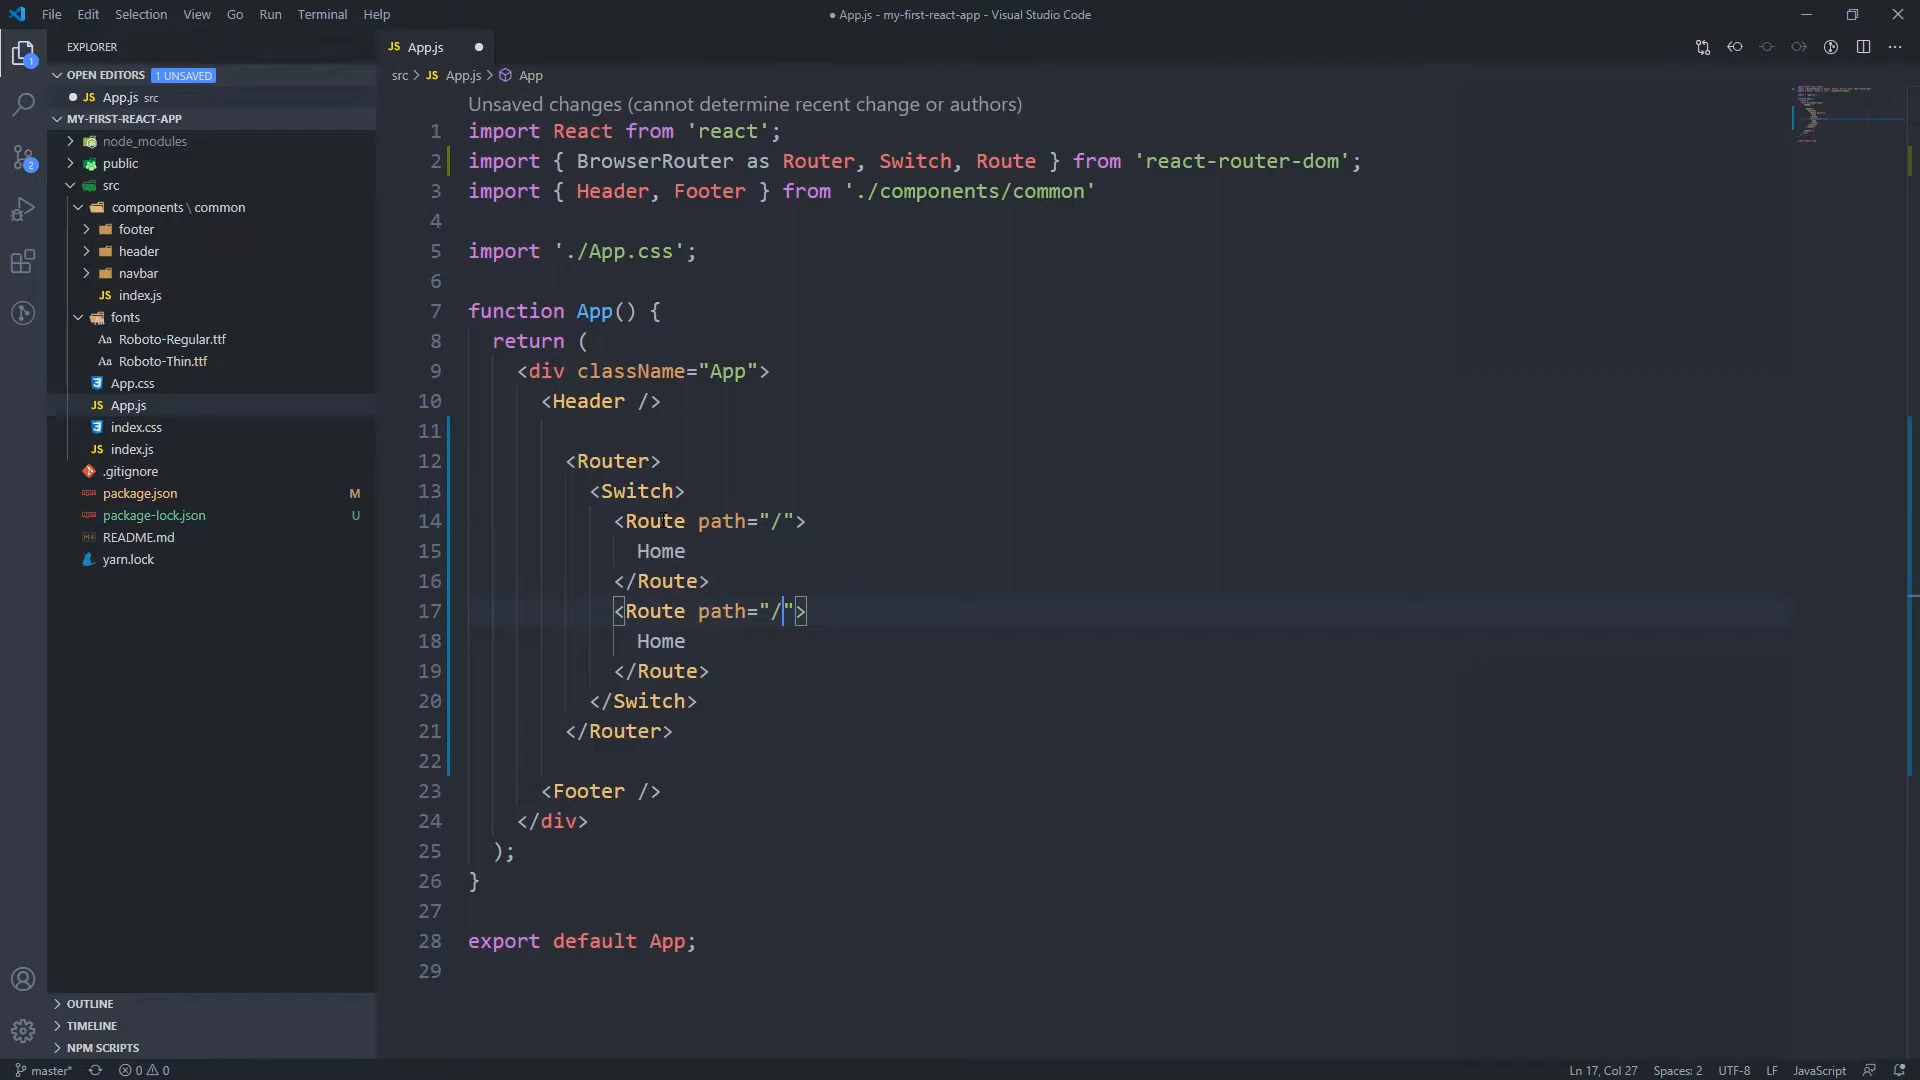 File Edit Selection View Go Run Terminal Help
● App.js - my-first-react-app - Visual Studio Code
EXPLORER
OPEN EDITORS 1 UNSAVED
JS App.js src
MY-FIRST-REACT-APP
node_modules
public
src
components \ common
footer
header
navbar
JS index.js
fonts
Aa Roboto-Regular.ttf
Aa Roboto-Thin.ttf
App.css
JS App.js
index.css
JS index.js
.gitignore
package.json M
package-lock.json U
README.md
yarn.lock
OUTLINE
TIMELINE
NPM SCRIPTS
1
2
JS App.js
src > JS App.js > App
Unsaved changes (cannot determine recent change or authors)
1 import React from 'react';
2 import { BrowserRouter as Router, Switch, Route } from 'react-router-dom';
3 import { Header, Footer } from './components/common'
4
5 import './App.css';
6
7 function App() {
8 return (
9 <div className="App">
10 <Header />
11
12 <Router>
13 <Switch>
14 <Route path="/">
15 Home
16 </Route>
17 <Route path="/">
18 Home
19 </Route>
20 </Switch>
21 </Router>
22
23 <Footer />
24 </div>
25 );
26 }
27
28 export default App;
29
master* 0 0 Ln 17, Col 27 Spaces: 2 UTF-8 LF JavaScript